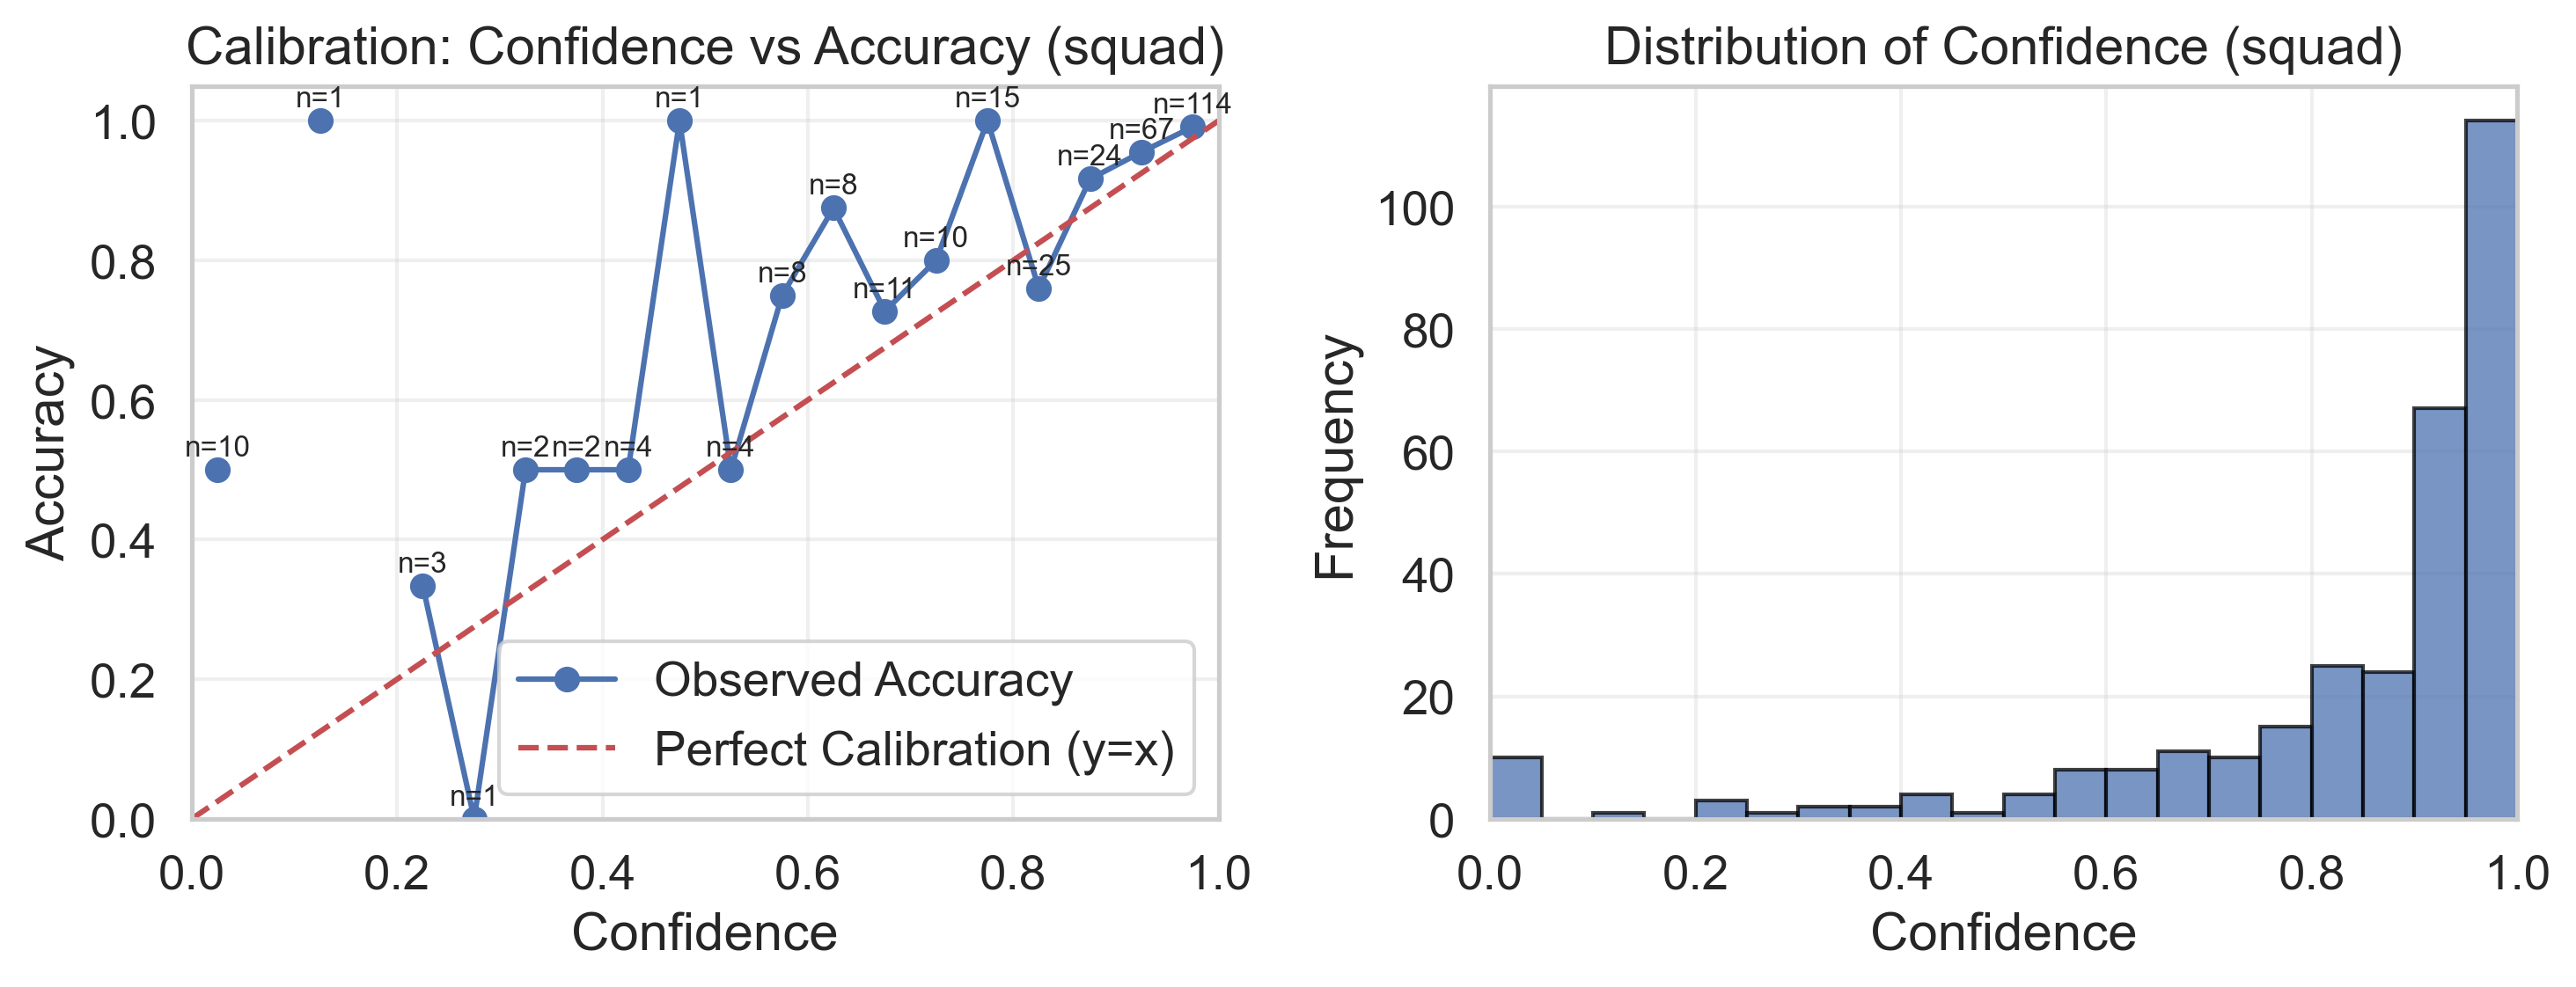 Calibration: Confidence vs Accuracy (squad)
Accuracy
1.0
0.8
0.6
0.4
0.2
0.0
n=10
n=1
n=3
n=1
n=2
n=2
n=4
n=1
n=4
n=8
n=8
n=11
n=10
n=15
n=25
n=24
n=67
n=114
Observed Accuracy
Perfect Calibration (y=x)
0.0 0.2 0.4 0.6 0.8 1.0
Confidence
Distribution of Confidence (squad)
Frequency
100
80
60
40
20
0
0.0 0.2 0.4 0.6 0.8 1.0
Confidence